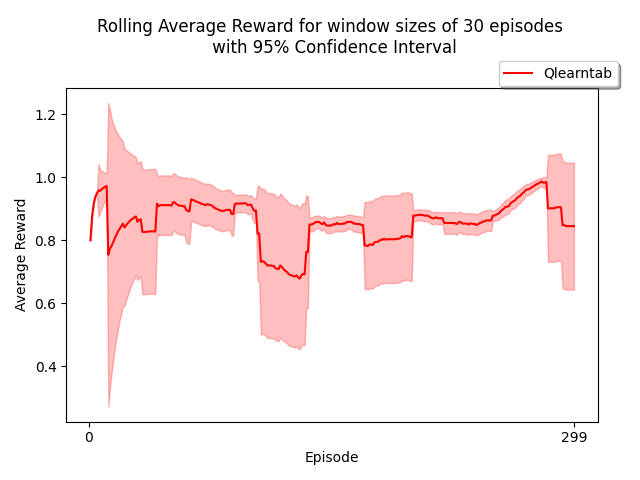 Rolling Average Reward for window sizes of 30 episodes
with 95% Confidence Interval
Qlearntab
1.2
1.0
0.8
0.6
0.4
Average Reward
0
299
Episode